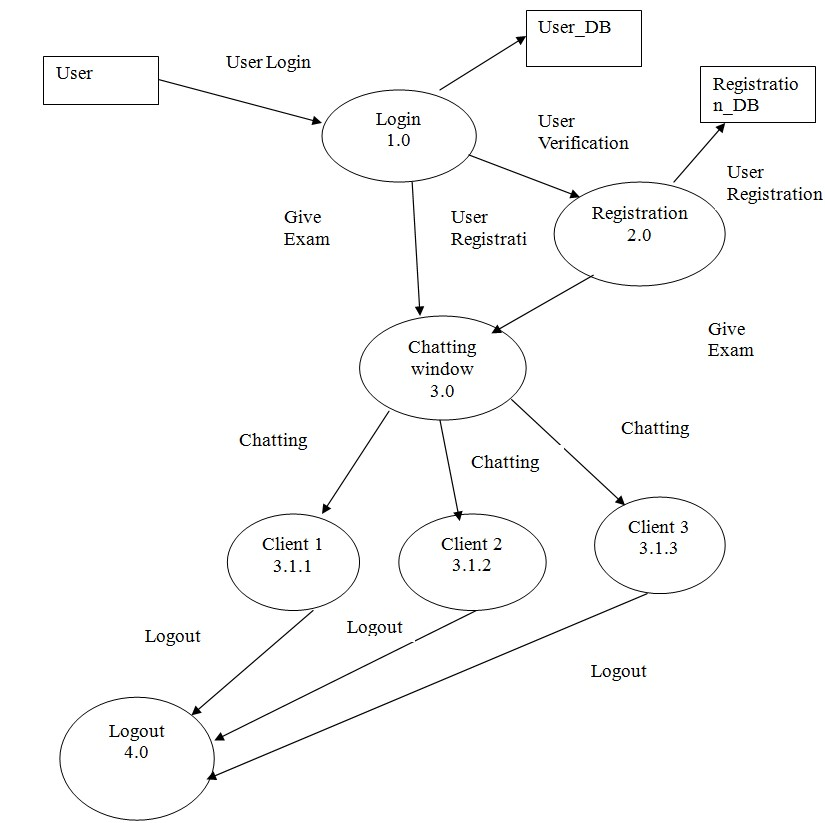 User_DB
User Login
User
Registratio
n_DB
Login
1.0
User
Verification
User
Registration
Give
Exam
User
Registrati
Registration
2.0
Give
Exam
Chatting
window
3.0
Chatting
Chatting
Chatting
Client 1
3.1.1
Client 2
3.1.2
Client 3
3.1.3
Logout
Logout
Logout
Logout
4.0